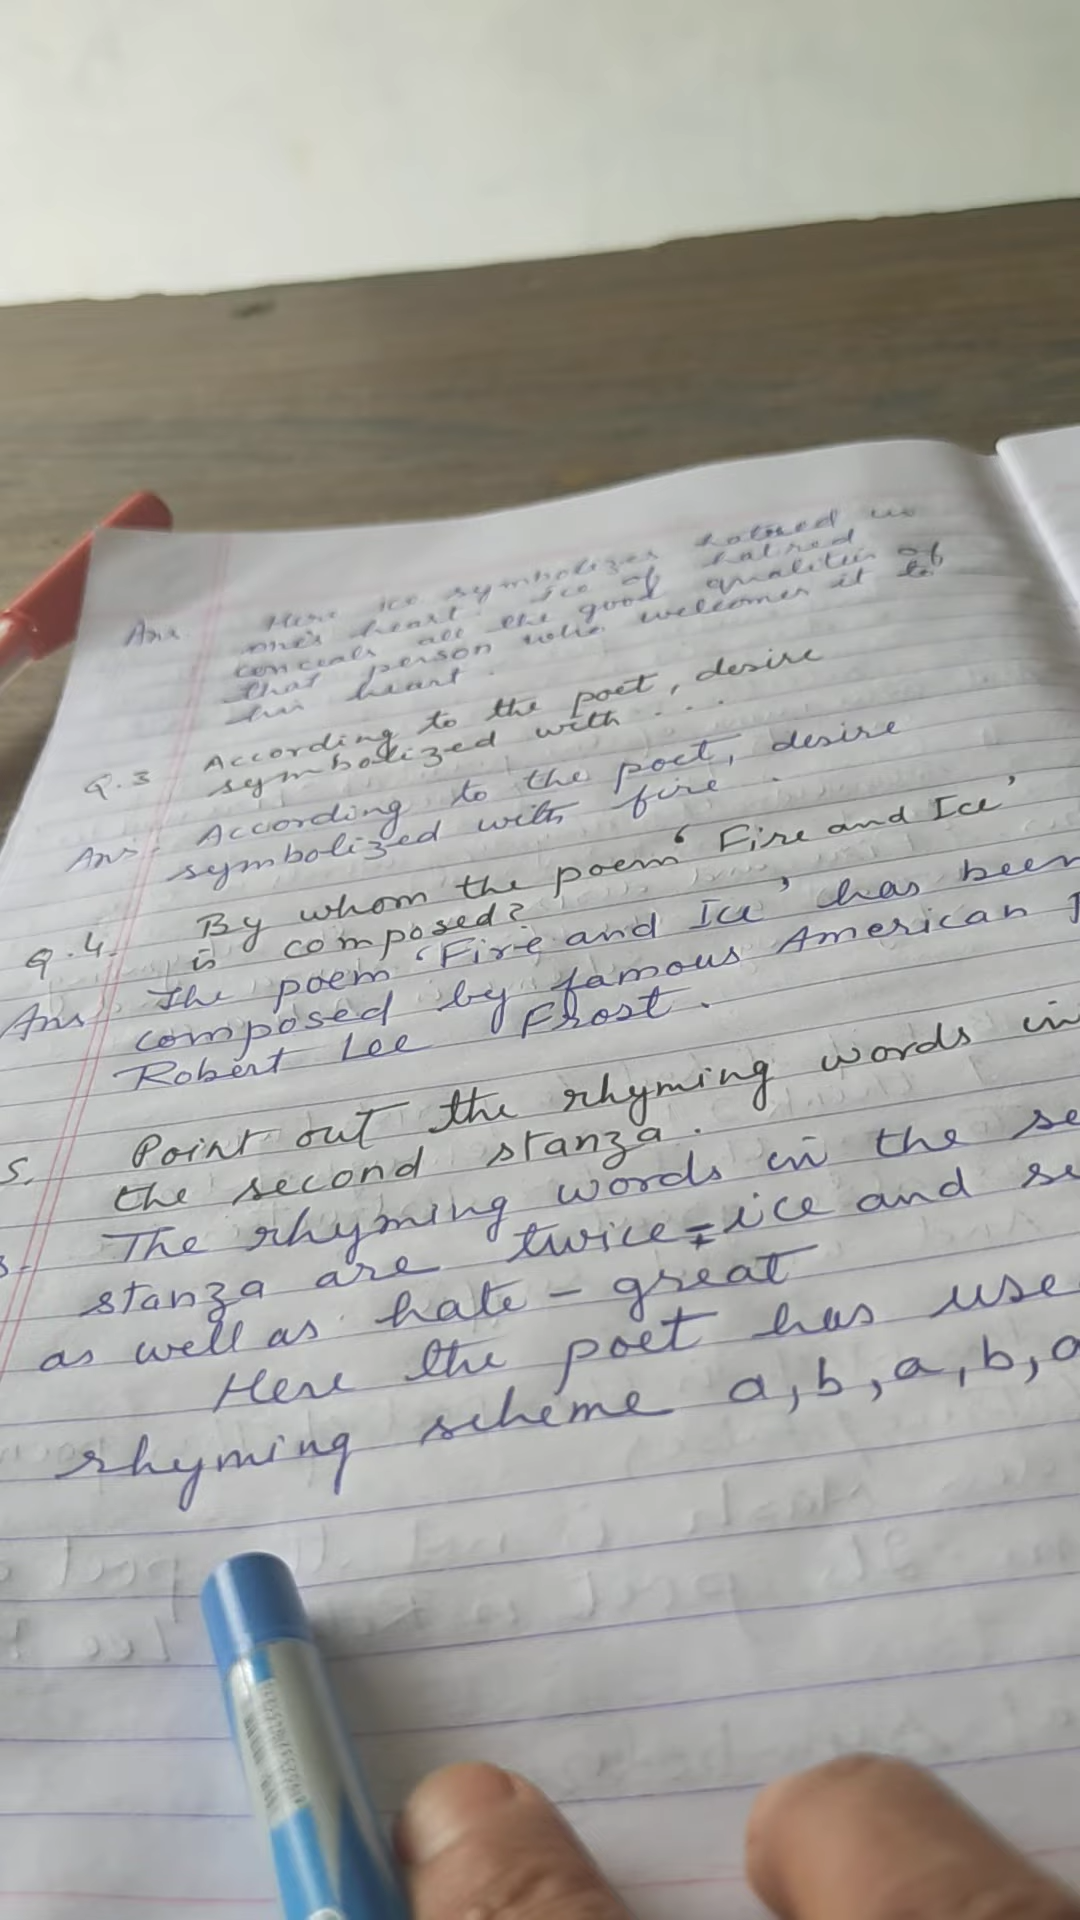 Ans. Here ice symbolizes hatred in
one's heart. Ice of hatred
conceals all the good qualities of
that person who welcomes it to
his heart.
Q.3 According to the poet, desire
symbolized with . . .
Ans. According to the poet, desire
symbolized with fire.
Q.4. By whom the poem 'Fire and Ice'
is composed?
Ans. The poem 'Fire and Ice' has been
composed by famous American
Robert Lee Frost.
5. Point out the rhyming words in
the second stanza.
The rhyming words in the se
stanza are twice = ice and su
as well as hate - great
Here the poet has use
rhyming scheme a, b, a, b, a